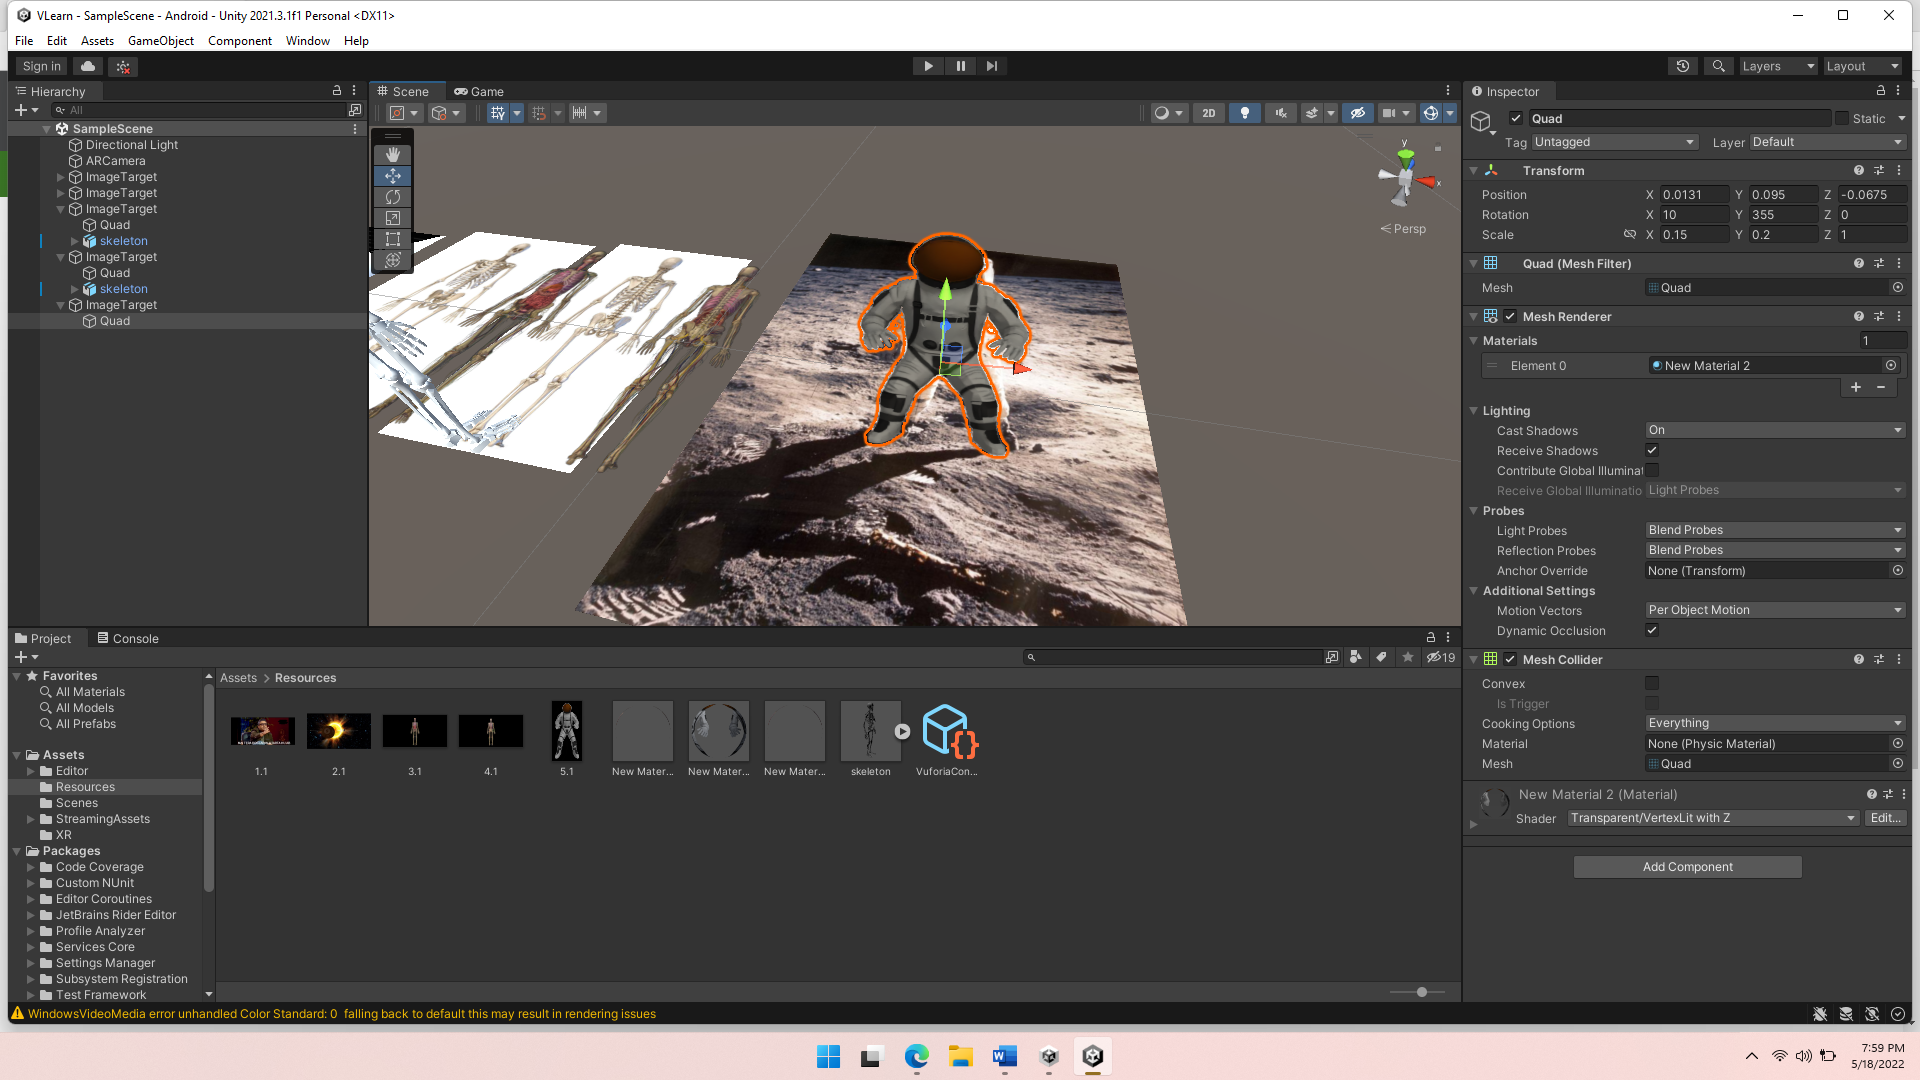 VLearn - SampleScene - Android - Unity 2021.3.1f1 Personal <DX11>
File Edit Assets GameObject Component Window Help
Sign in
Layers Layout
Hierarchy
All
SampleScene
Directional Light
ARCamera
ImageTarget
ImageTarget
ImageTarget
Quad
skeleton
ImageTarget
Quad
skeleton
ImageTarget
Quad
Scene Game
2D
y
x
Persp
Inspector
Quad Static
Tag Untagged Layer Default
Transform
Position X 0.0131 Y 0.095 Z -0.0675
Rotation X 10 Y 355 Z 0
Scale X 0.15 Y 0.2 Z 1
Quad (Mesh Filter)
Mesh Quad
Mesh Renderer
Materials 1
Element 0 New Material 2
Lighting
Cast Shadows On
Receive Shadows
Contribute Global Illuminat
Receive Global Illuminatio Light Probes
Probes
Light Probes Blend Probes
Reflection Probes Blend Probes
Anchor Override None (Transform)
Additional Settings
Motion Vectors Per Object Motion
Dynamic Occlusion
Mesh Collider
Convex
Is Trigger
Cooking Options Everything
Material None (Physic Material)
Mesh Quad
New Material 2 (Material)
Shader Transparent/VertexLit with Z Edit...
Add Component
Project Console
19
Favorites
All Materials
All Models
All Prefabs
Assets
Editor
Resources
Scenes
StreamingAssets
XR
Packages
Code Coverage
Custom NUnit
Editor Coroutines
JetBrains Rider Editor
Profile Analyzer
Services Core
Settings Manager
Subsystem Registration
Test Framework
Assets > Resources
1.1 2.1 3.1 4.1 5.1 New Mater... New Mater... New Mater... skeleton VuforiaCon...
WindowsVideoMedia error unhandled Color Standard: 0 falling back to default this may result in rendering issues
7:59 PM
5/18/2022